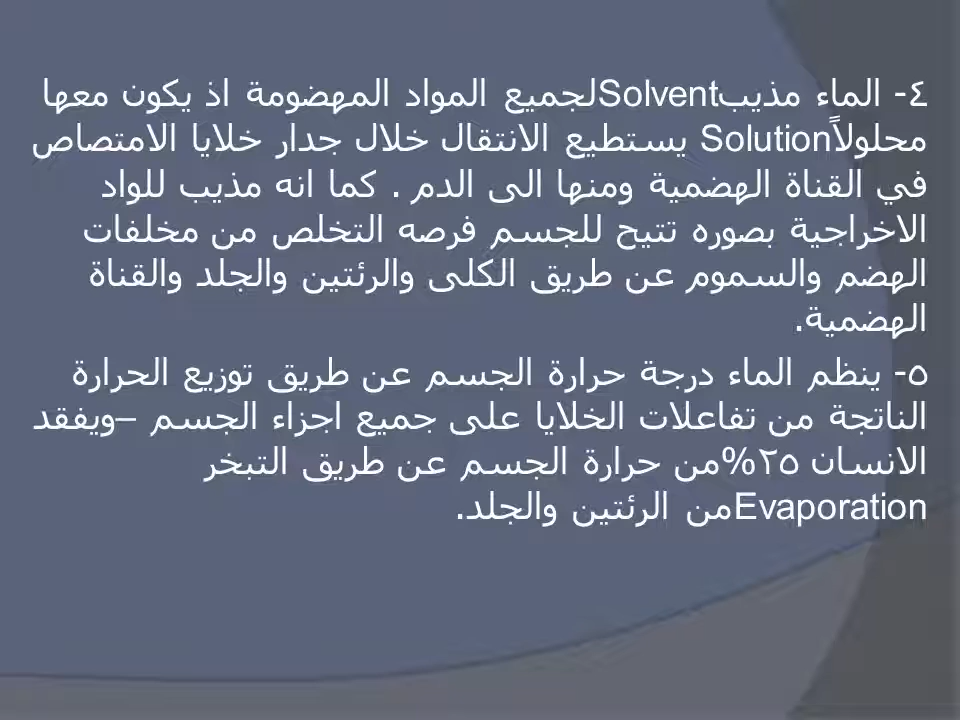 ٤- الماء مذيبSolventلجميع المواد المهضومة اذ يكون معها
محلولاًSolution يستطيع الانتقال خلال جدار خلايا الامتصاص
في القناة الهضمية ومنها الى الدم . كما انه مذيب للواد
الاخراجية بصوره تتيح للجسم فرصه التخلص من مخلفات
الهضم والسموم عن طريق الكلى والرئتين والجلد والقناة
الهضمية.
٥- ينظم الماء درجة حرارة الجسم عن طريق توزيع الحرارة
الناتجة من تفاعلات الخلايا على جميع اجزاء الجسم –ويفقد
الانسان ٢٥%من حرارة الجسم عن طريق التبخر
Evaporationمن الرئتين والجلد.